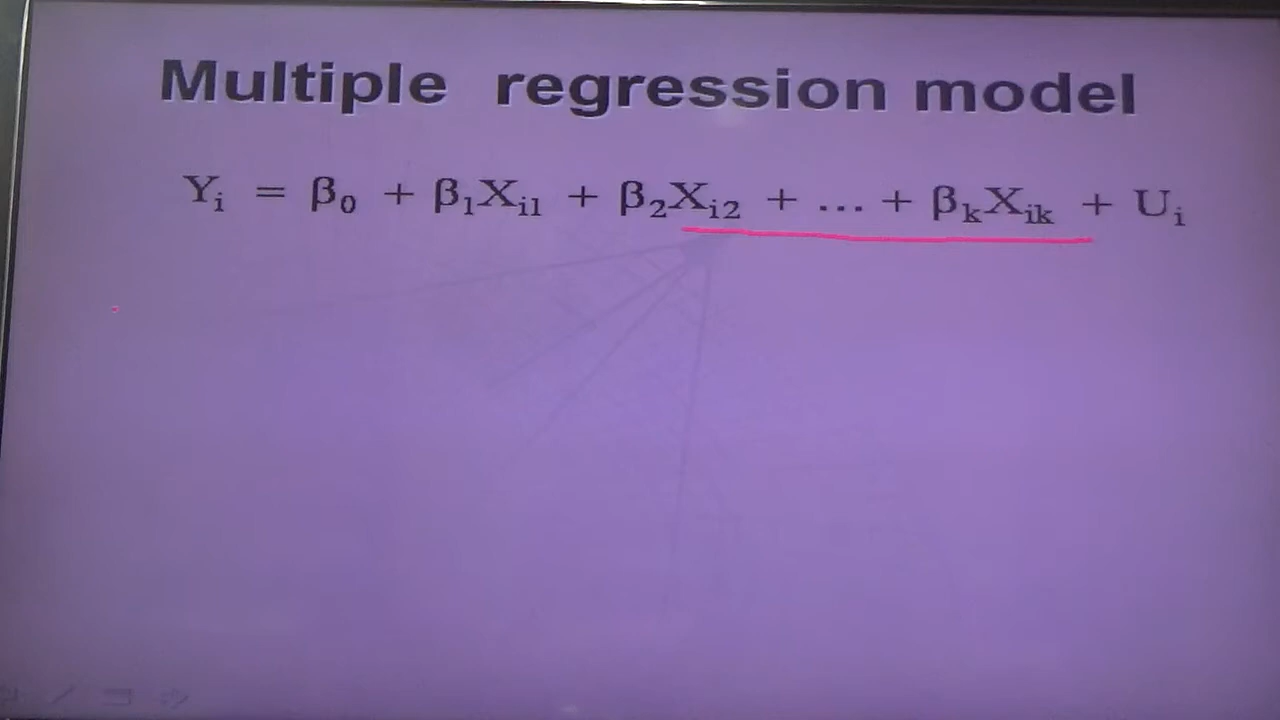 Multiple regression model
Yᵢ = β₀ + β₁Xᵢ₁ + β₂Xᵢ₂ + ... + βₖXᵢₖ + Uᵢ